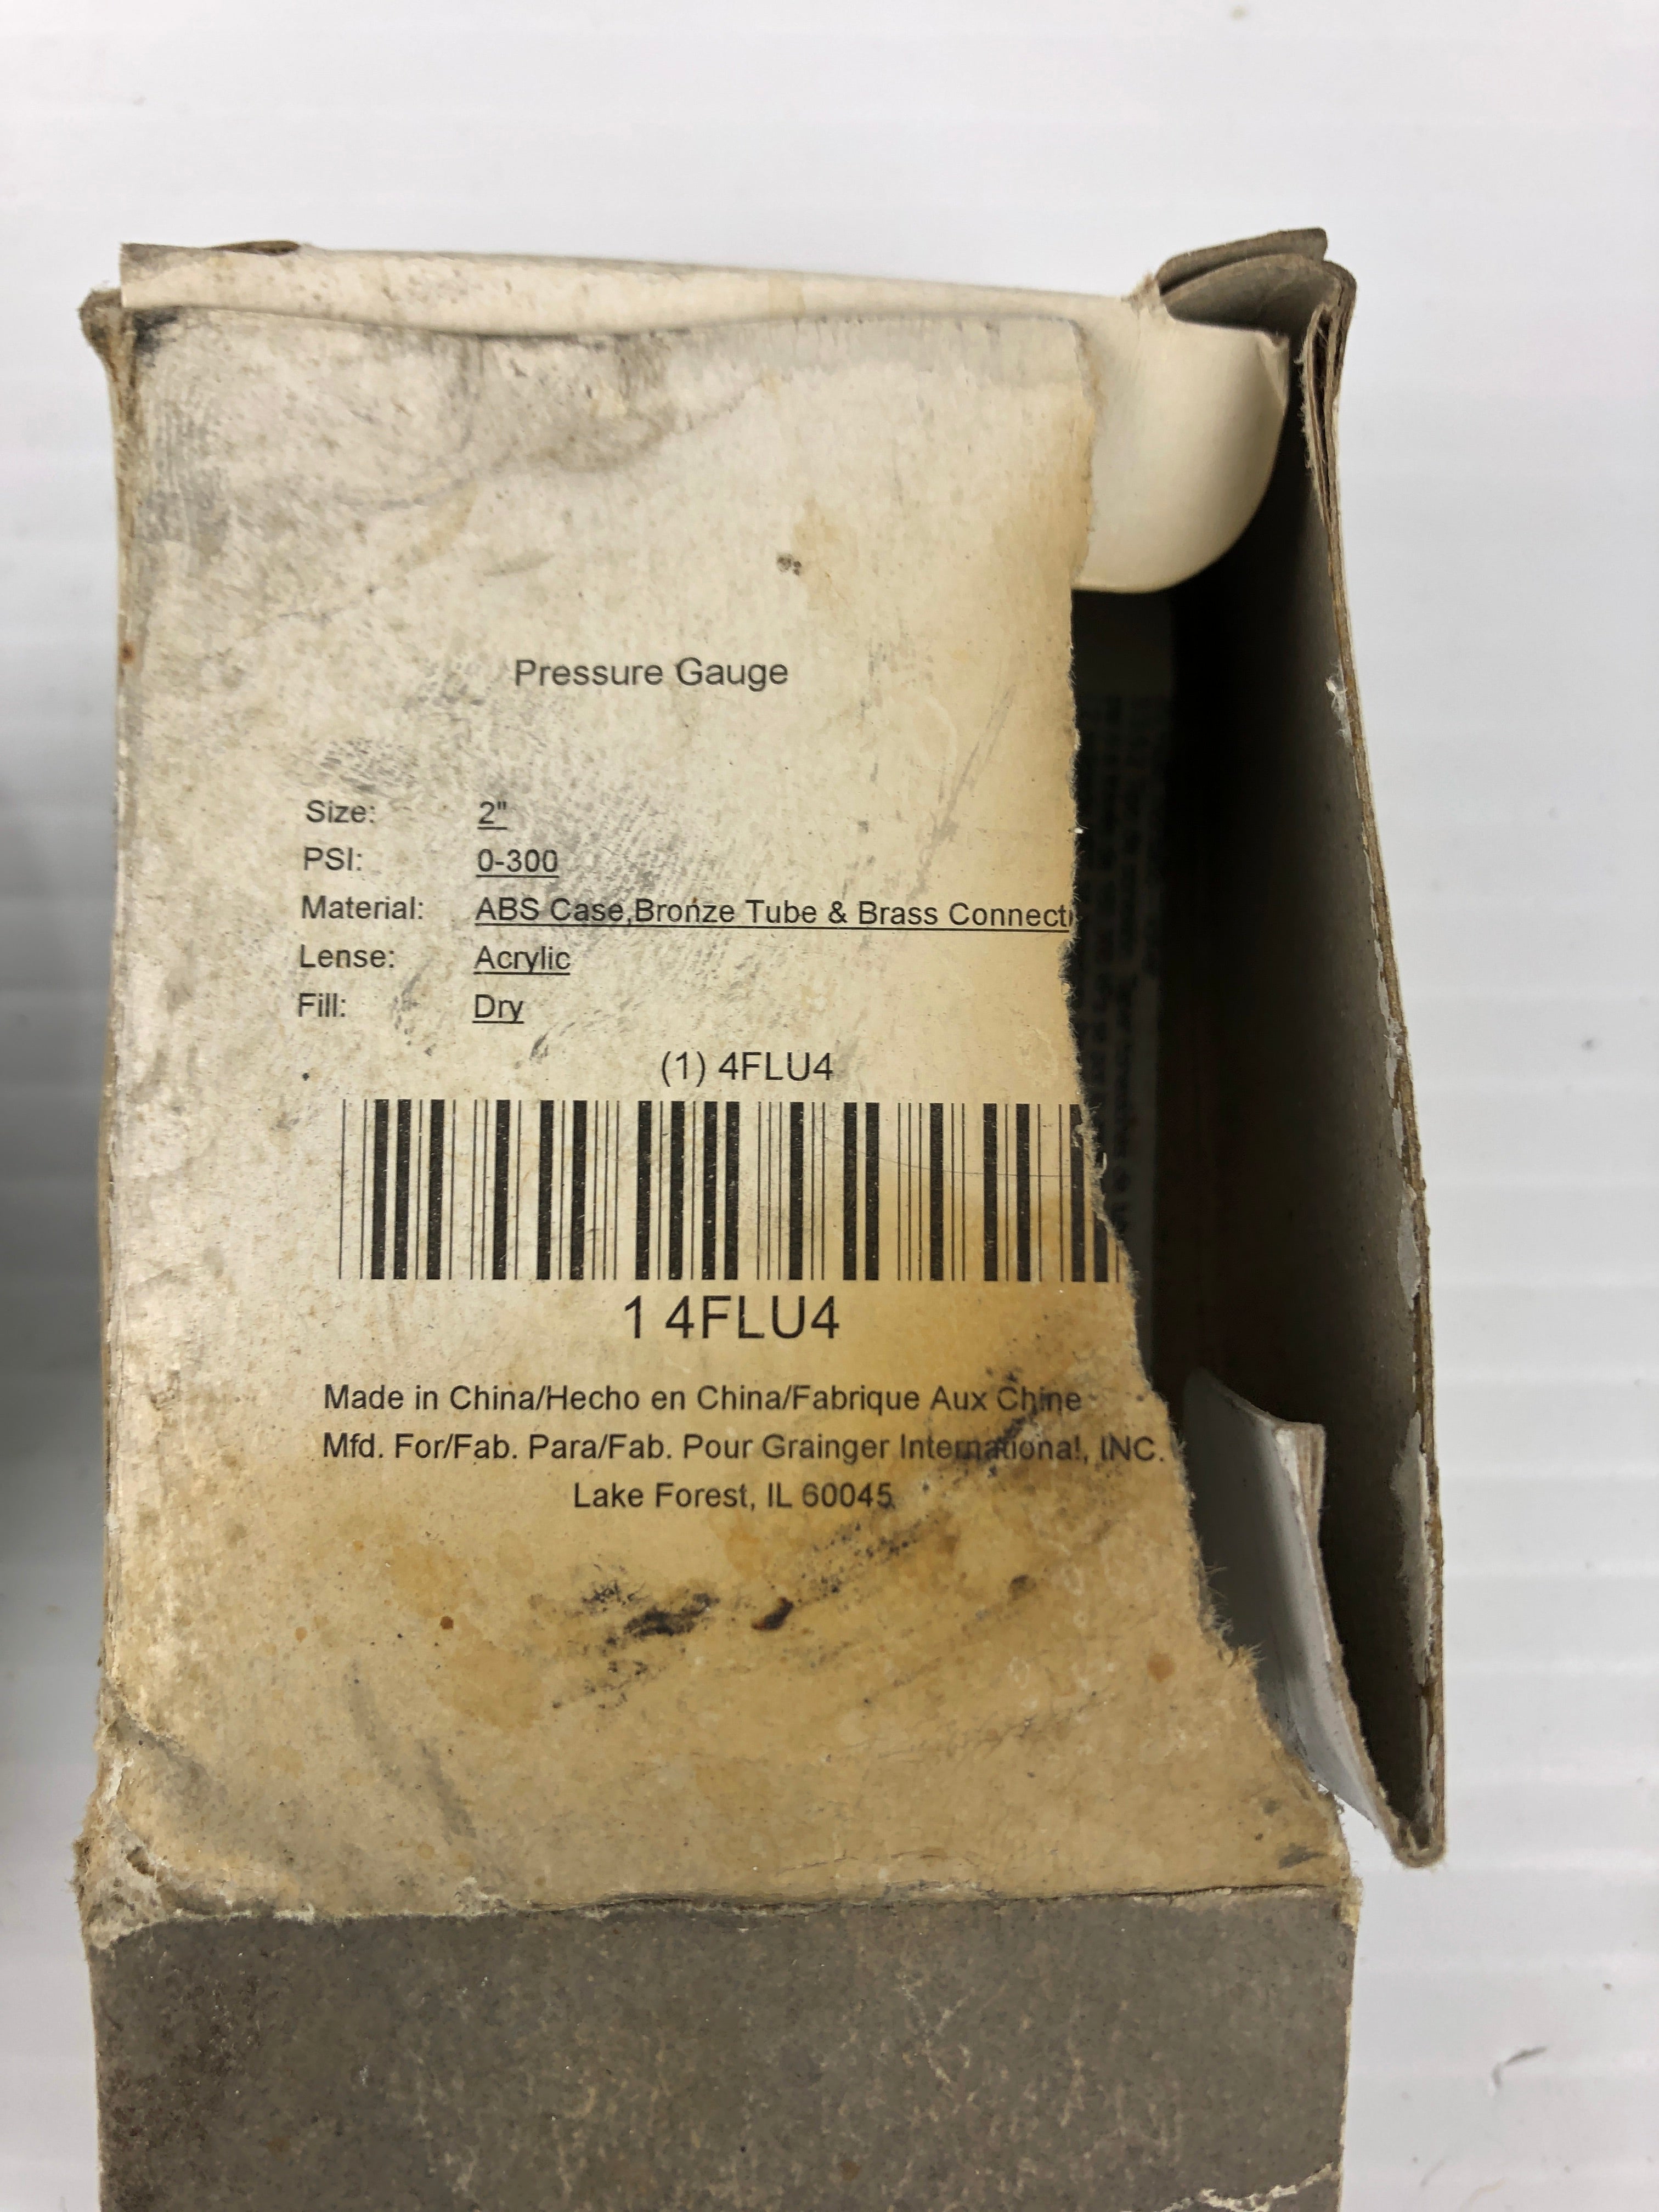 Pressure Gauge
Size: 2"
PSI: 0-300
Material: ABS Case,Bronze Tube & Brass Connecti
Lense: Acrylic
Fill: Dry
(1) 4FLU4
1 4FLU4
Made in China/Hecho en China/Fabrique Aux Chine
Mfd. For/Fab. Para/Fab. Pour Grainger International, INC.
Lake Forest, IL 60045